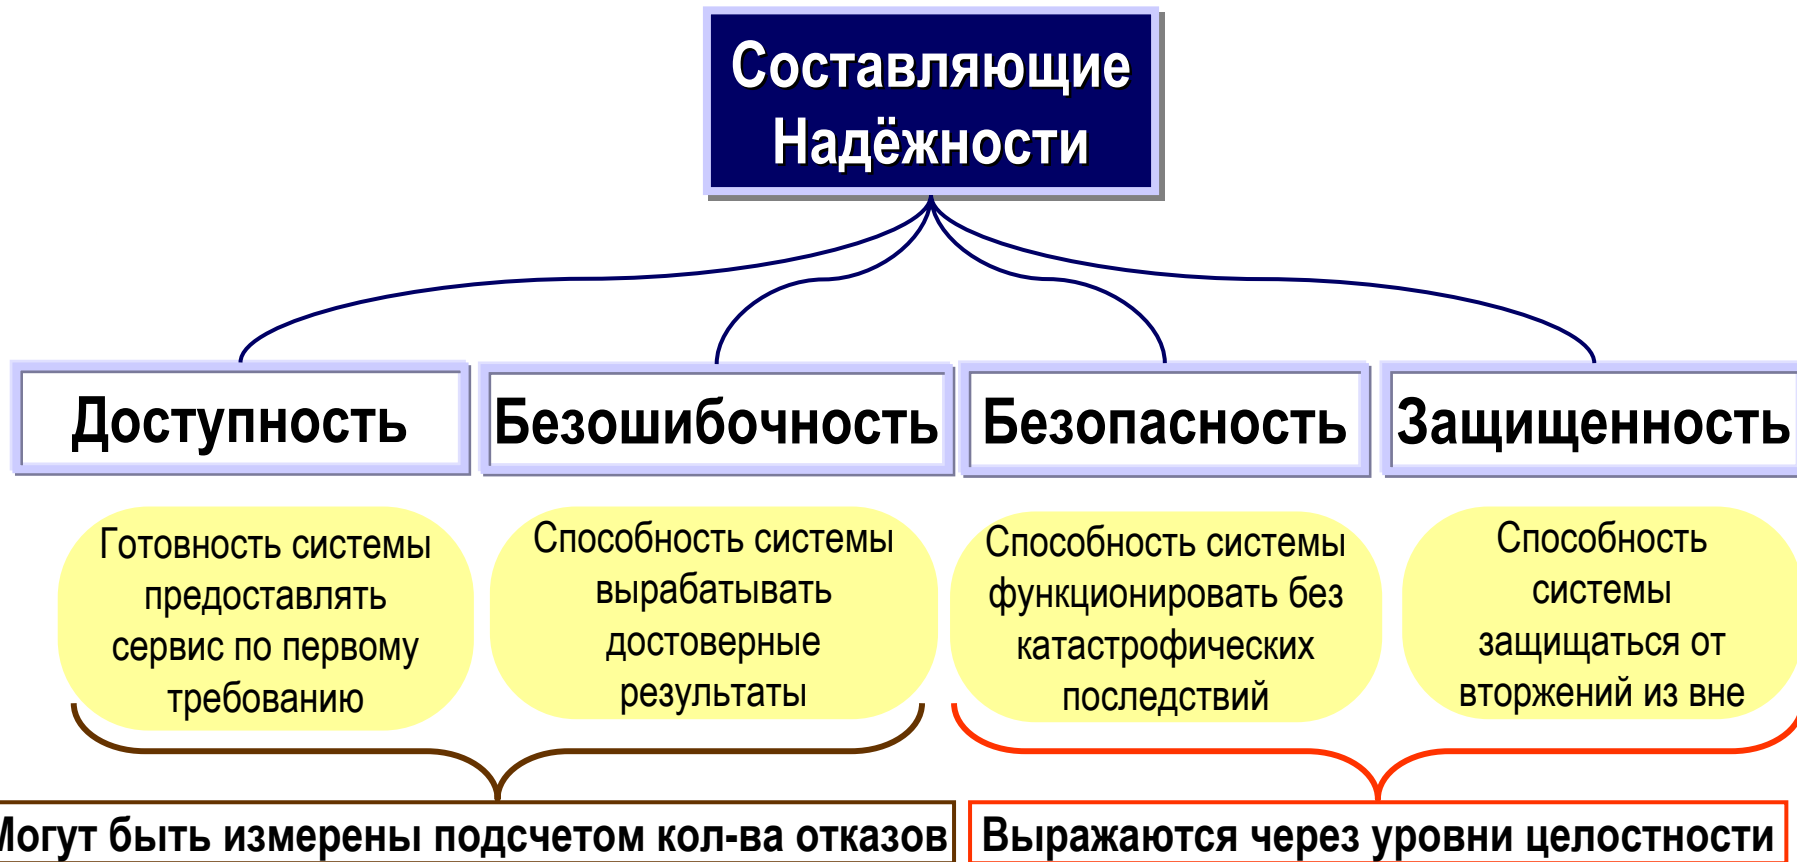 Составляющие
Надёжности
Доступность
Безошибочность
Безопасность
Защищенность
Готовность системы
предоставлять
сервис по первому
требованию
Способность системы
вырабатывать
достоверные
результаты
Способность системы
функционировать без
катастрофических
последствий
Способность
системы
защищаться от
вторжений из вне
Могут быть измерены подсчетом кол-ва отказов
Выражаются через уровни целостности